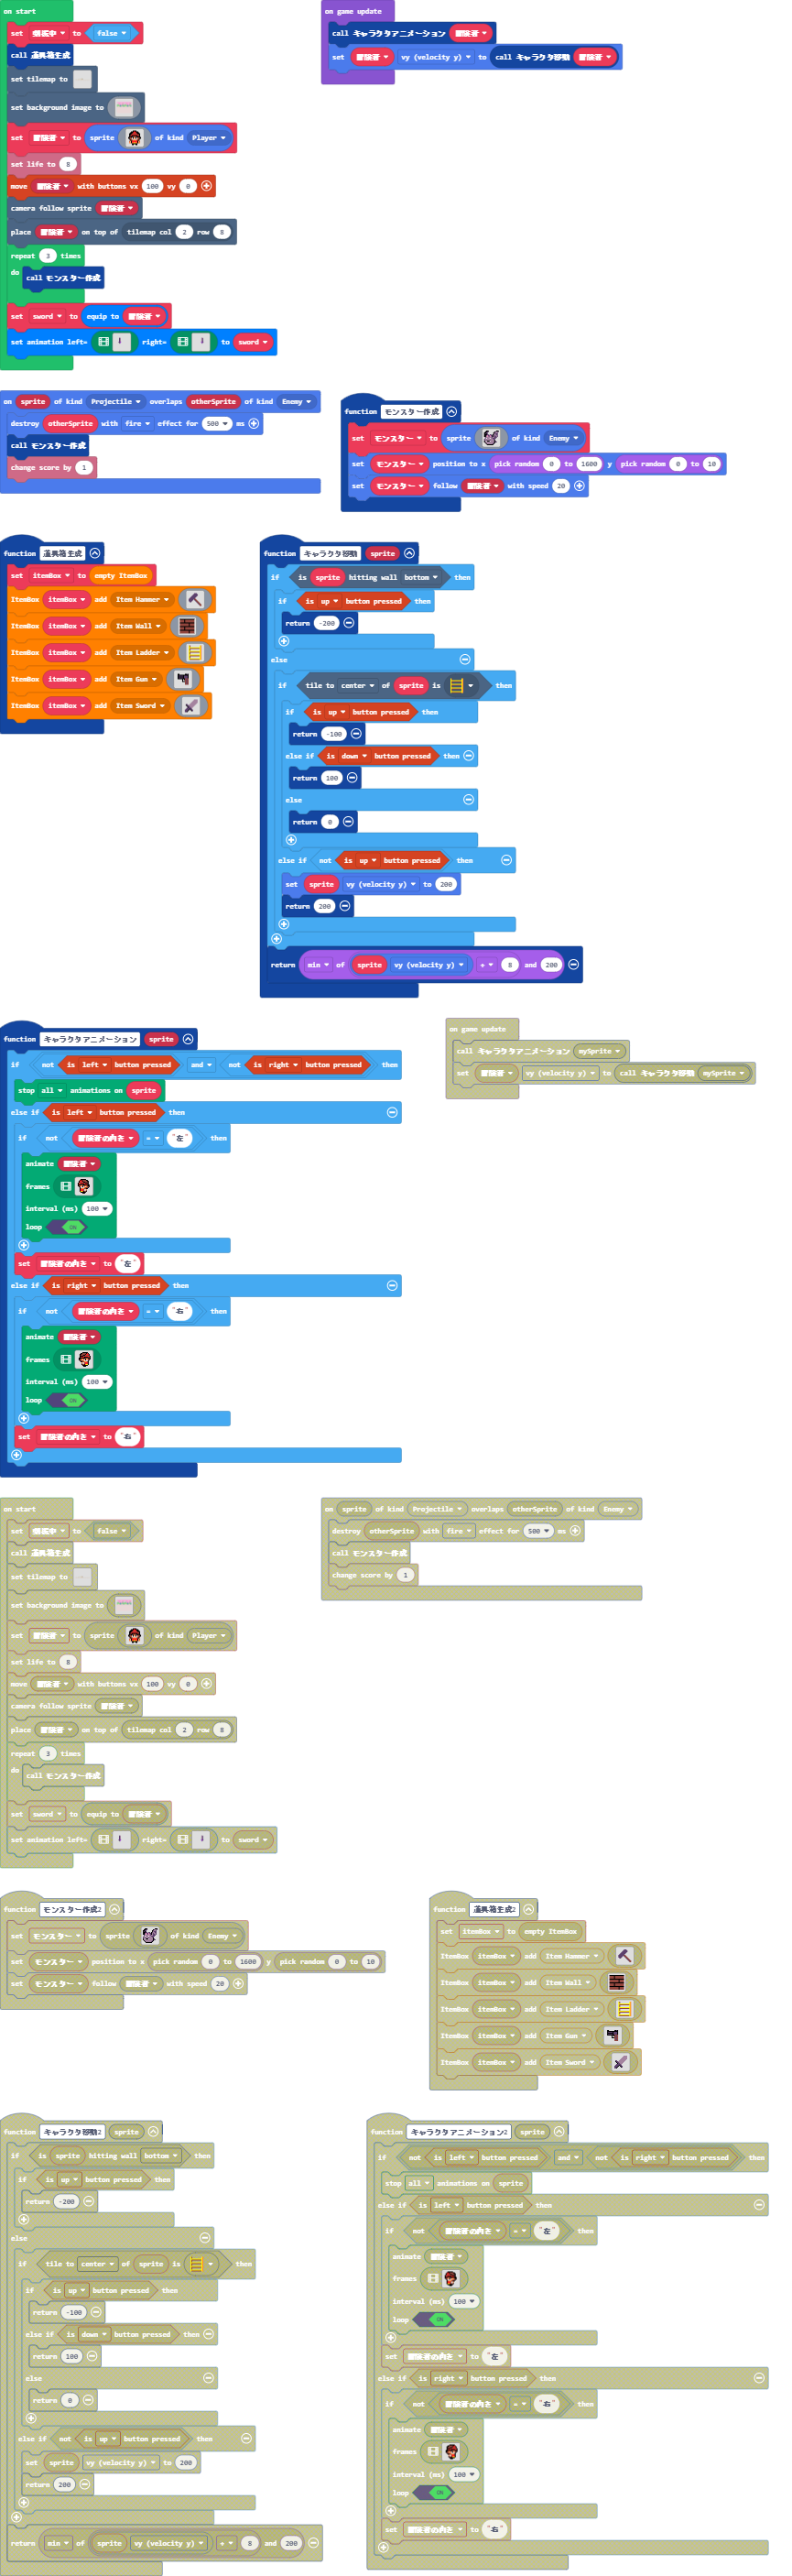 on start
set 爆破中 to false
call 道具箱生成
set tilemap to
set background image to
set 冒険者 to sprite of kind Player
set life to 8
move 冒険者 with buttons vx 100 vy 0
camera follow sprite 冒険者
place 冒険者 on top of tilemap col 2 row 8
repeat 3 times
do call モンスター作成
set sword to equip to 冒険者
set animation left= right= to sword
on game update
call キャラクタアニメーション 冒険者
set 冒険者 vy (velocity y) to call キャラクタ移動 冒険者
on sprite of kind Projectile overlaps otherSprite of kind Enemy
destroy otherSprite with fire effect for 500 ms
call モンスター作成
change score by 1
function モンスター作成
set モンスター to sprite of kind Enemy
set モンスター position to x pick random 0 to 1600 y pick random 0 to 10
set モンスター follow 冒険者 with speed 20
function 道具箱生成
set itemBox to empty ItemBox
ItemBox itemBox add Item Hammer
ItemBox itemBox add Item Wall
ItemBox itemBox add Item Ladder
ItemBox itemBox add Item Gun
ItemBox itemBox add Item Sword
function キャラクタ移動 sprite
if is sprite hitting wall bottom then
if is up button pressed then
return -200
else
if tile to center of sprite is then
if is up button pressed then
return -100
else if is down button pressed then
return 100
else
return 0
else if not is up button pressed then
set sprite vy (velocity y) to 200
return 200
return min of sprite vy (velocity y) + 8 and 200
function キャラクタアニメーション sprite
if not is left button pressed and not is right button pressed then
stop all animations on sprite
else if is left button pressed then
if not 冒険者の向き = "左" then
animate 冒険者
frames
interval (ms) 100
loop ON
set 冒険者の向き to "左"
else if is right button pressed then
if not 冒険者の向き = "右" then
animate 冒険者
frames
interval (ms) 100
loop ON
set 冒険者の向き to "右"
on game update
call キャラクタアニメーション mySprite
set 冒険者 vy (velocity y) to call キャラクタ移動 mySprite
on start
set to false
call 道具箱生成
set tilemap to
set background image to
set 冒険者 to sprite of kind Player
set life to 8
move 冒険者 with buttons vx 100 vy 0
camera follow sprite 冒険者
place 冒険者 on top of tilemap col 2 row 8
repeat 3 times
do call モンスター作成
set sword to equip to 冒険者
set animation left= right= to sword
on sprite of kind Projectile overlaps otherSprite of kind Enemy
destroy otherSprite with fire effect for 500 ms
call モンスター作成
change score by 1
function モンスター作成2
set モンスター to sprite of kind Enemy
set モンスター position to x pick random 0 to 1600 y pick random 0 to 10
set モンスター follow 冒険者 with speed 20
function 道具箱生成2
set itemBox to empty ItemBox
ItemBox itemBox add Item Hammer
ItemBox itemBox add Item Wall
ItemBox itemBox add Item Ladder
ItemBox itemBox add Item Gun
ItemBox itemBox add Item Sword
function キャラクタ移動2 sprite
if is sprite hitting wall bottom then
if is up button pressed then
return -200
else
if tile to center of sprite is then
if is up button pressed then
return -100
else if is down button pressed then
return 100
else
return 0
else if not is up button pressed then
set sprite vy (velocity y) to 200
return 200
return min of sprite vy (velocity y) + 8 and 200
function キャラクタアニメーション2 sprite
if not is left button pressed and not is right button pressed then
stop all animations on sprite
else if is left button pressed then
if not 冒険者の向き = "左" then
animate 冒険者
frames
interval (ms) 100
loop ON
set 冒険者の向き to "左"
else if is right button pressed then
if not 冒険者の向き = "右" then
animate 冒険者
frames
interval (ms) 100
loop ON
set 冒険者の向き to "右"